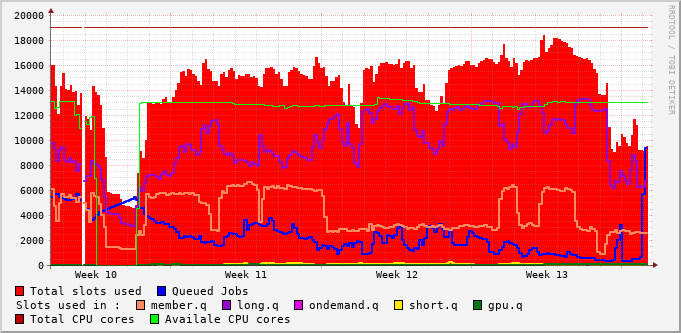 20000
18000
16000
14000
12000
10000
8000
6000
4000
2000
0
Week 10 Week 11 Week 12 Week 13
RRDTOOL / TOBI OETIKER
Total slots used Queued Jobs
Slots used in : member.q long.q ondemand.q short.q gpu.q
Total CPU cores Availale CPU cores